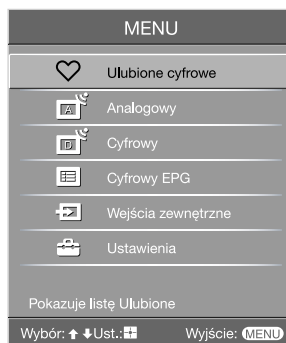 MENU
Ulubione cyfrowe
A Analogowy
D Cyfrowy
Cyfrowy EPG
Wejścia zewnętrzne
Ustawienia
Pokazuje listę Ulubione
Wybór: ↑ ↓ Ust.: Wyjście: MENU